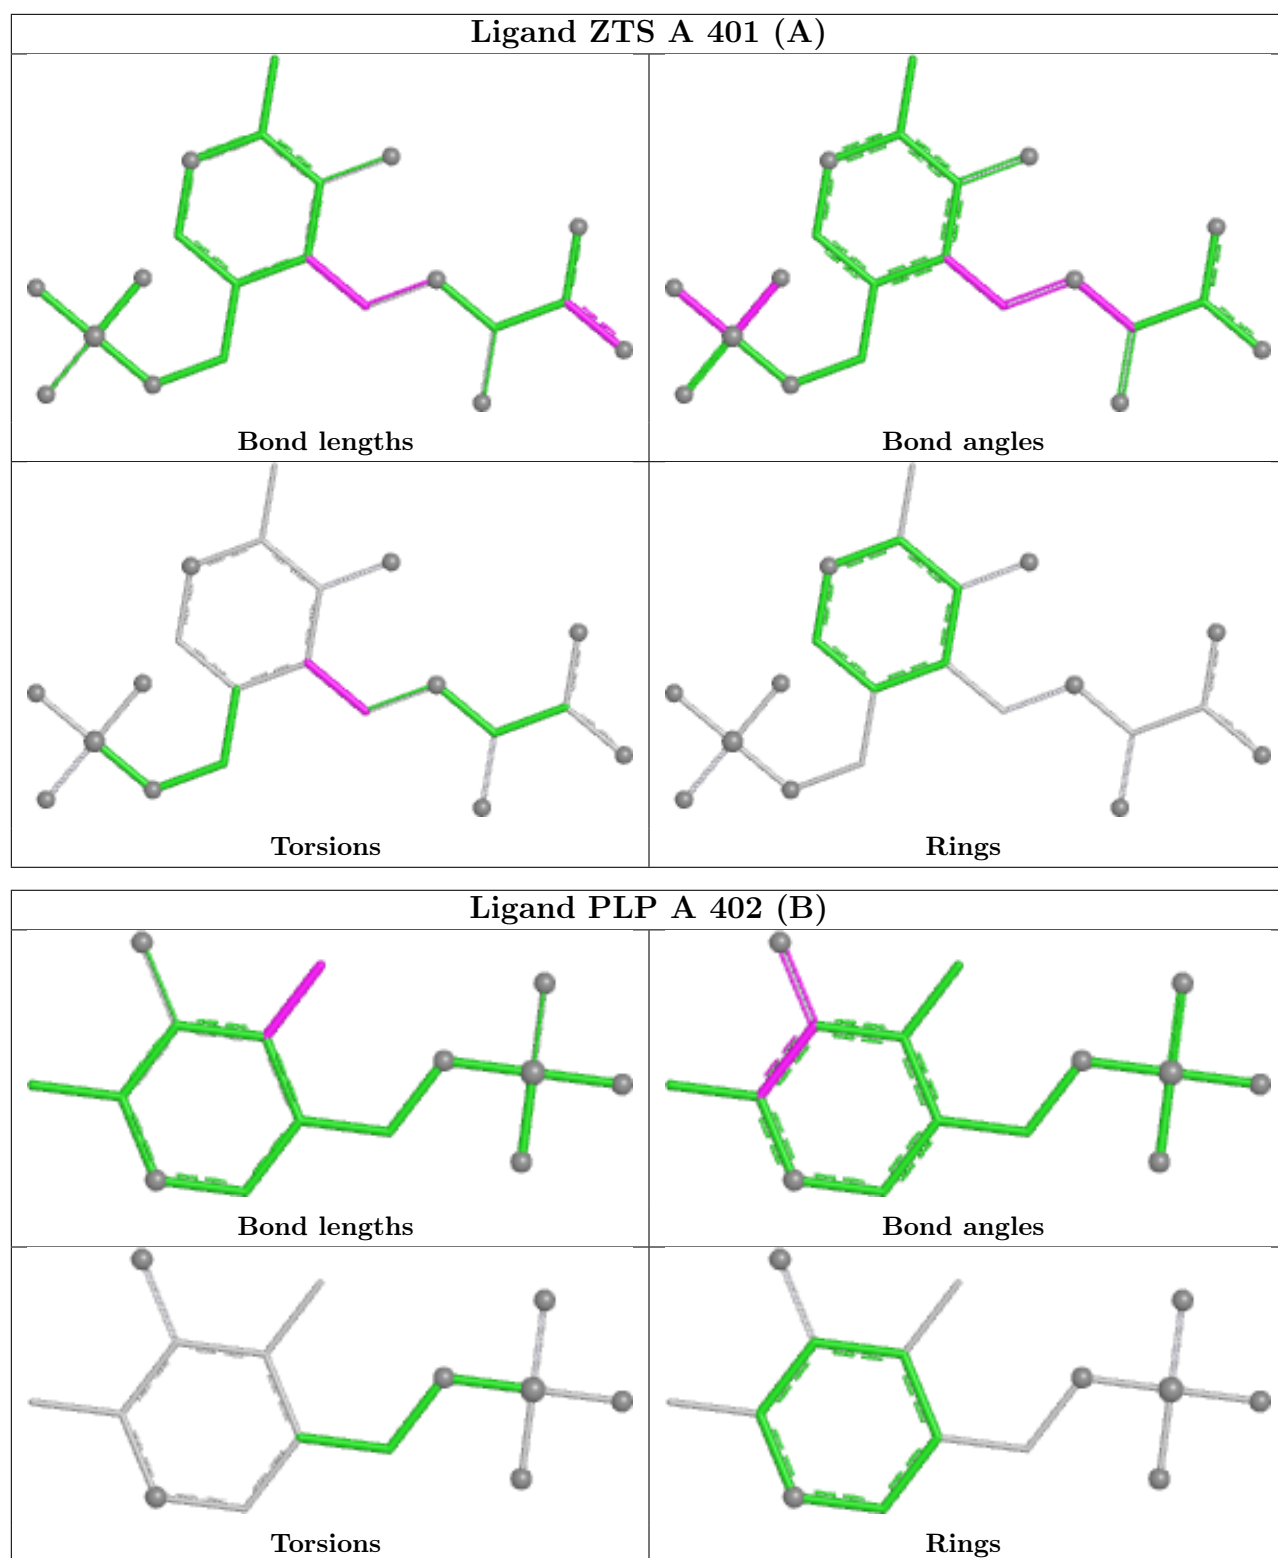 Ligand ZTS A 401 (A)
Bond lengths
Bond angles
Torsions
Rings
Ligand PLP A 402 (B)
Bond lengths
Bond angles
Torsions
Rings